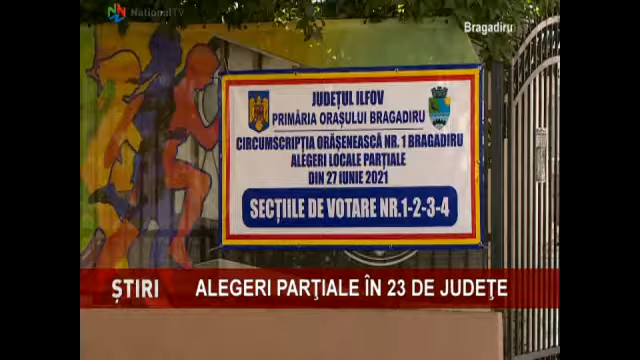 NationalTV
Bragadiru
JUDEȚUL ILFOV
PRIMĂRIA ORAȘULUI BRAGADIRU
CIRCUMSCRIPȚIA ORĂȘENEASCĂ NR. 1 BRAGADIRU
ALEGERI LOCALE PARȚIALE
DIN 27 IUNIE 2021
SECȚIILE DE VOTARE NR.1-2-3-4
ȘTIRI ALEGERI PARŢIALE ÎN 23 DE JUDEŢE